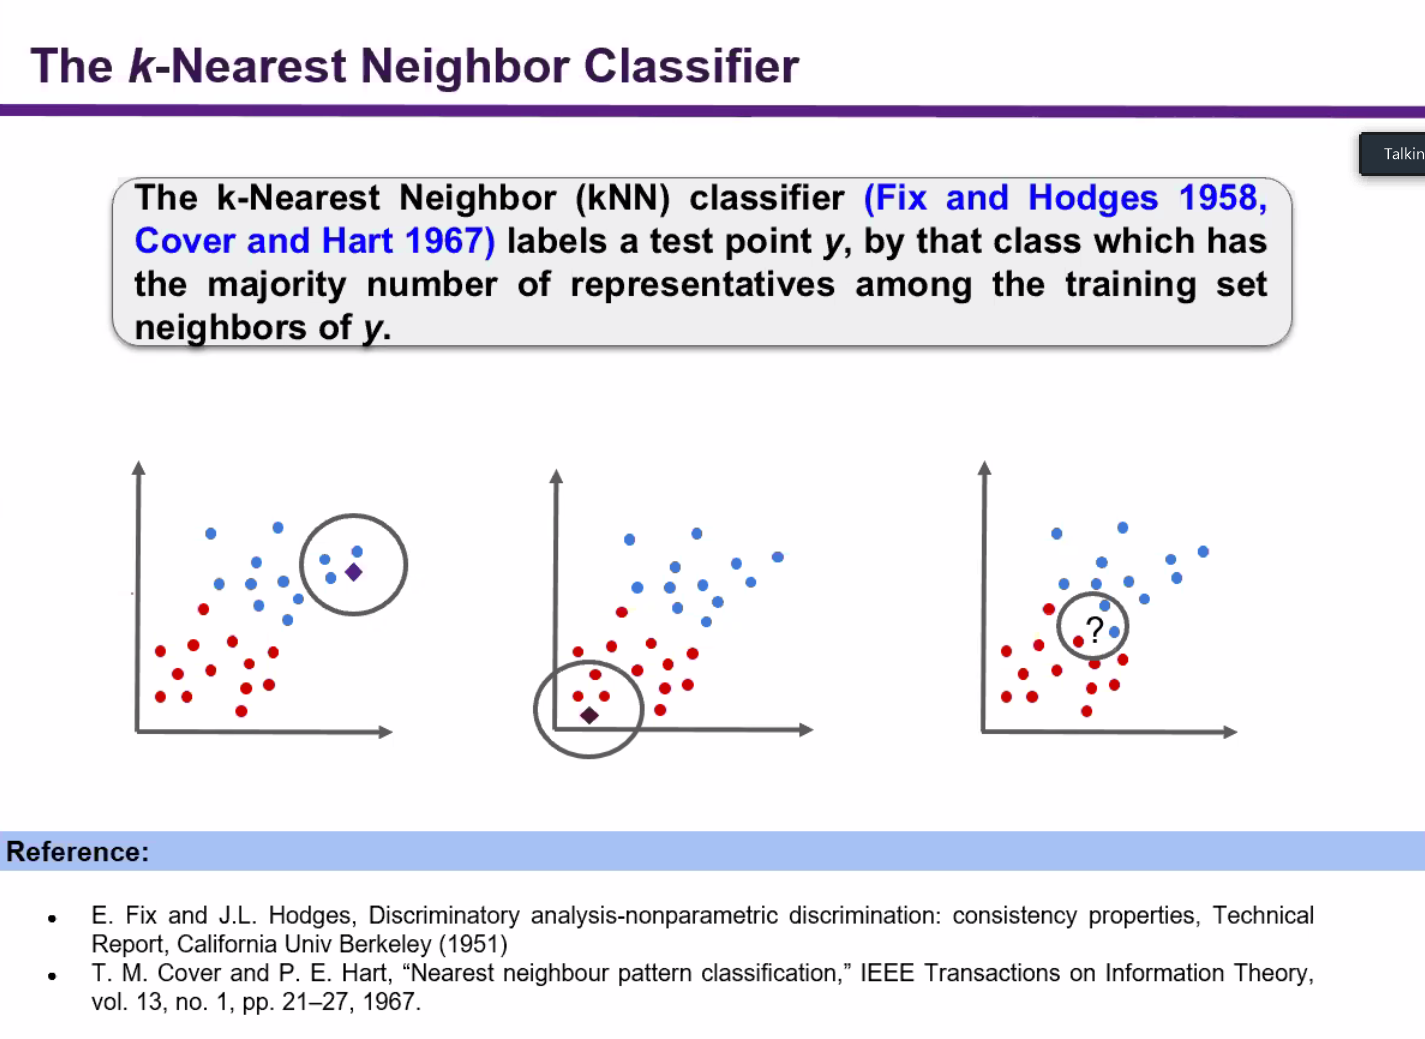 The k-Nearest Neighbor Classifier
Talkin
The k-Nearest Neighbor (kNN) classifier (Fix and Hodges 1958,
Cover and Hart 1967) labels a test point y, by that class which has
the majority number of representatives among the training set
neighbors of y.
?
Reference:
• E. Fix and J.L. Hodges, Discriminatory analysis-nonparametric discrimination: consistency properties, Technical
Report, California Univ Berkeley (1951)
• T. M. Cover and P. E. Hart, “Nearest neighbour pattern classification,” IEEE Transactions on Information Theory,
vol. 13, no. 1, pp. 21–27, 1967.